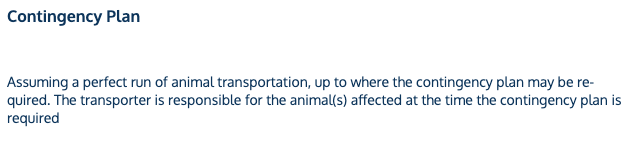 Contingency Plan
Assuming a perfect run of animal transportation, up to where the contingency plan may be re-
quired. The transporter is responsible for the animal(s) affected at the time the contingency plan is
required